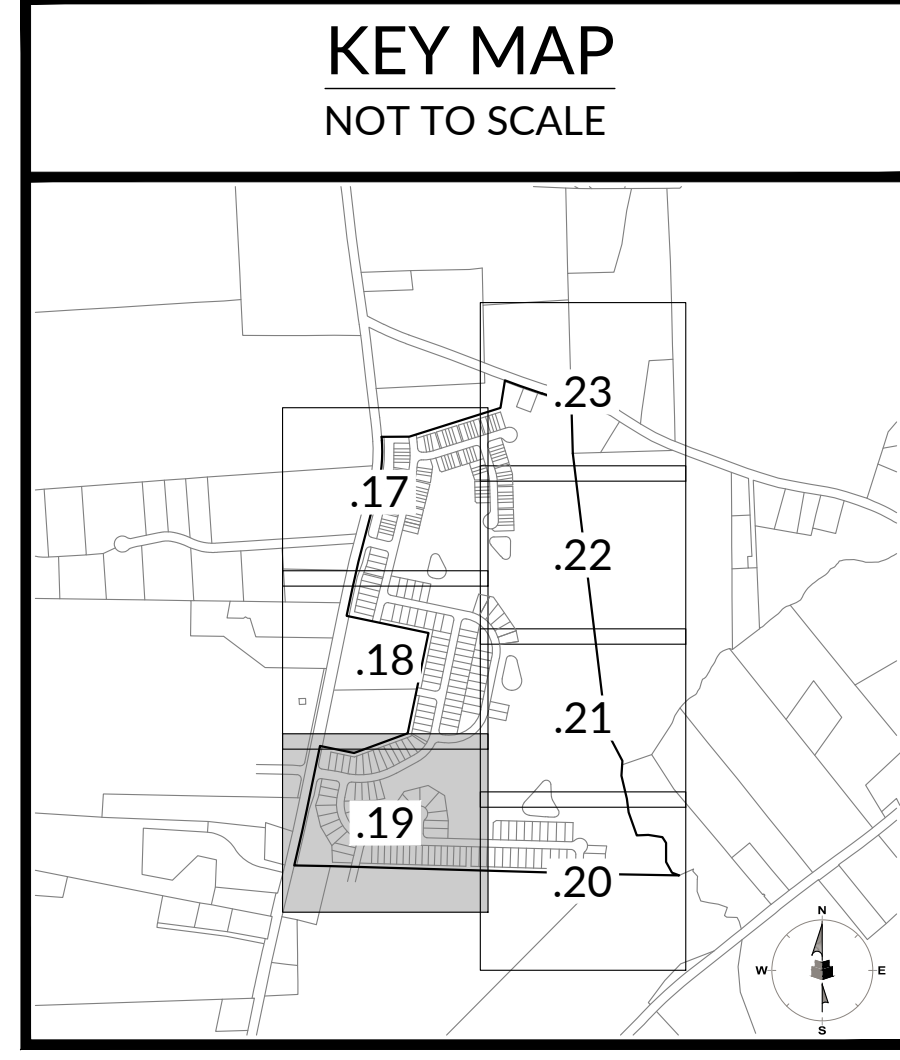 KEY MAP
NOT TO SCALE
.23
.17
.22
.18
.21
.19
.20
N
W E
S